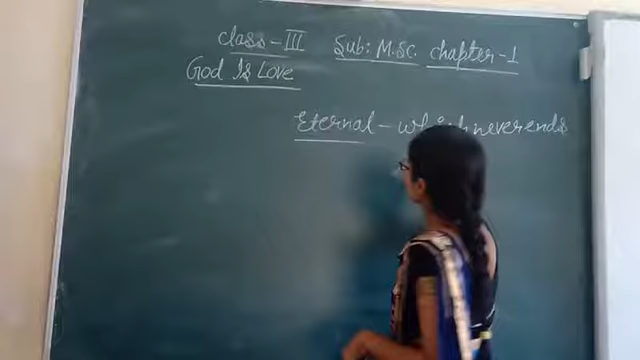 Class-III Sub: M.Sc. chapter-1
God Is Love
Eternal - which never ends